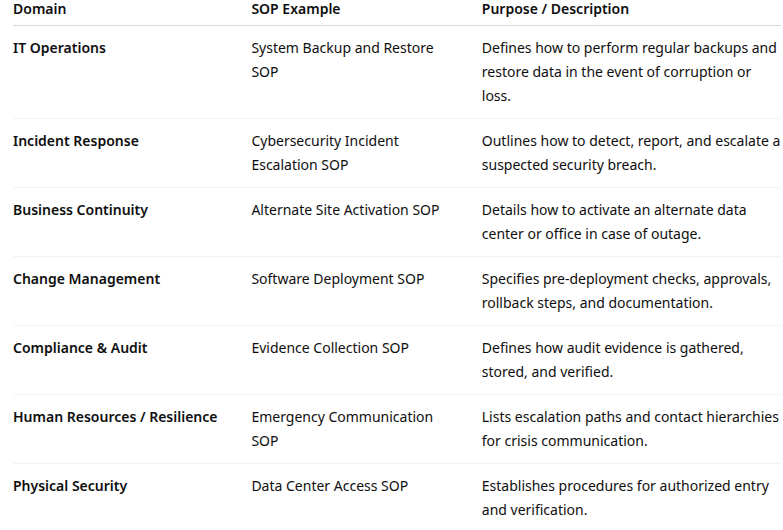 Domain SOP Example Purpose / Description
IT Operations System Backup and Restore Defines how to perform regular backups and
SOP restore data in the event of corruption or
loss.
Incident Response Cybersecurity Incident Outlines how to detect, report, and escalate a
Escalation SOP suspected security breach.
Business Continuity Alternate Site Activation SOP Details how to activate an alternate data
center or office in case of outage.
Change Management Software Deployment SOP Specifies pre-deployment checks, approvals,
rollback steps, and documentation.
Compliance & Audit Evidence Collection SOP Defines how audit evidence is gathered,
stored, and verified.
Human Resources / Resilience Emergency Communication Lists escalation paths and contact hierarchies
SOP for crisis communication.
Physical Security Data Center Access SOP Establishes procedures for authorized entry
and verification.